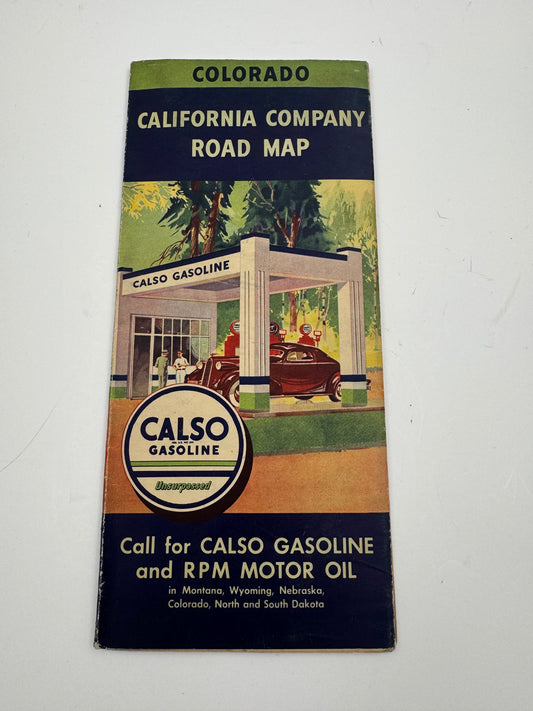 COLORADO
CALIFORNIA COMPANY
ROAD MAP
CALSO GASOLINE
CALSO
GASOLINE
Unsurpassed
Call for CALSO GASOLINE
and RPM MOTOR OIL
in Montana, Wyoming, Nebraska,
Colorado, North and South Dakota